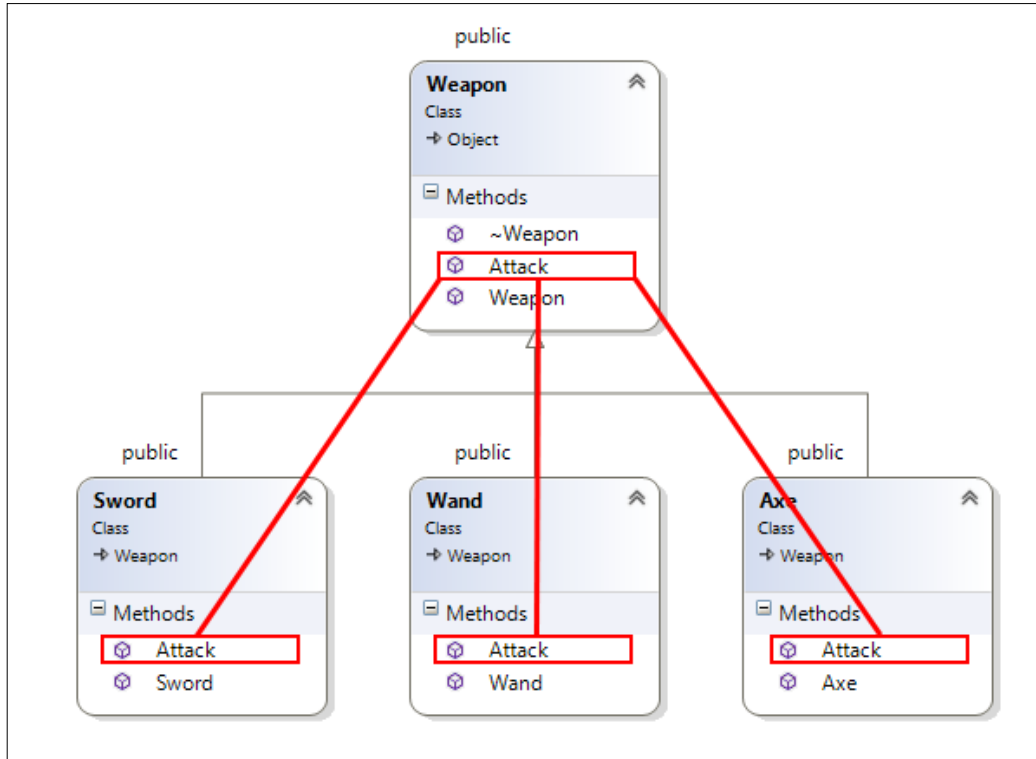 public
Weapon
Class
Object
Methods
~Weapon
Attack
Weapon
public
Sword
Class
Weapon
Methods
Attack
Sword
public
Wand
Class
Weapon
Methods
Attack
Wand
public
Axe
Class
Weapon
Methods
Attack
Axe